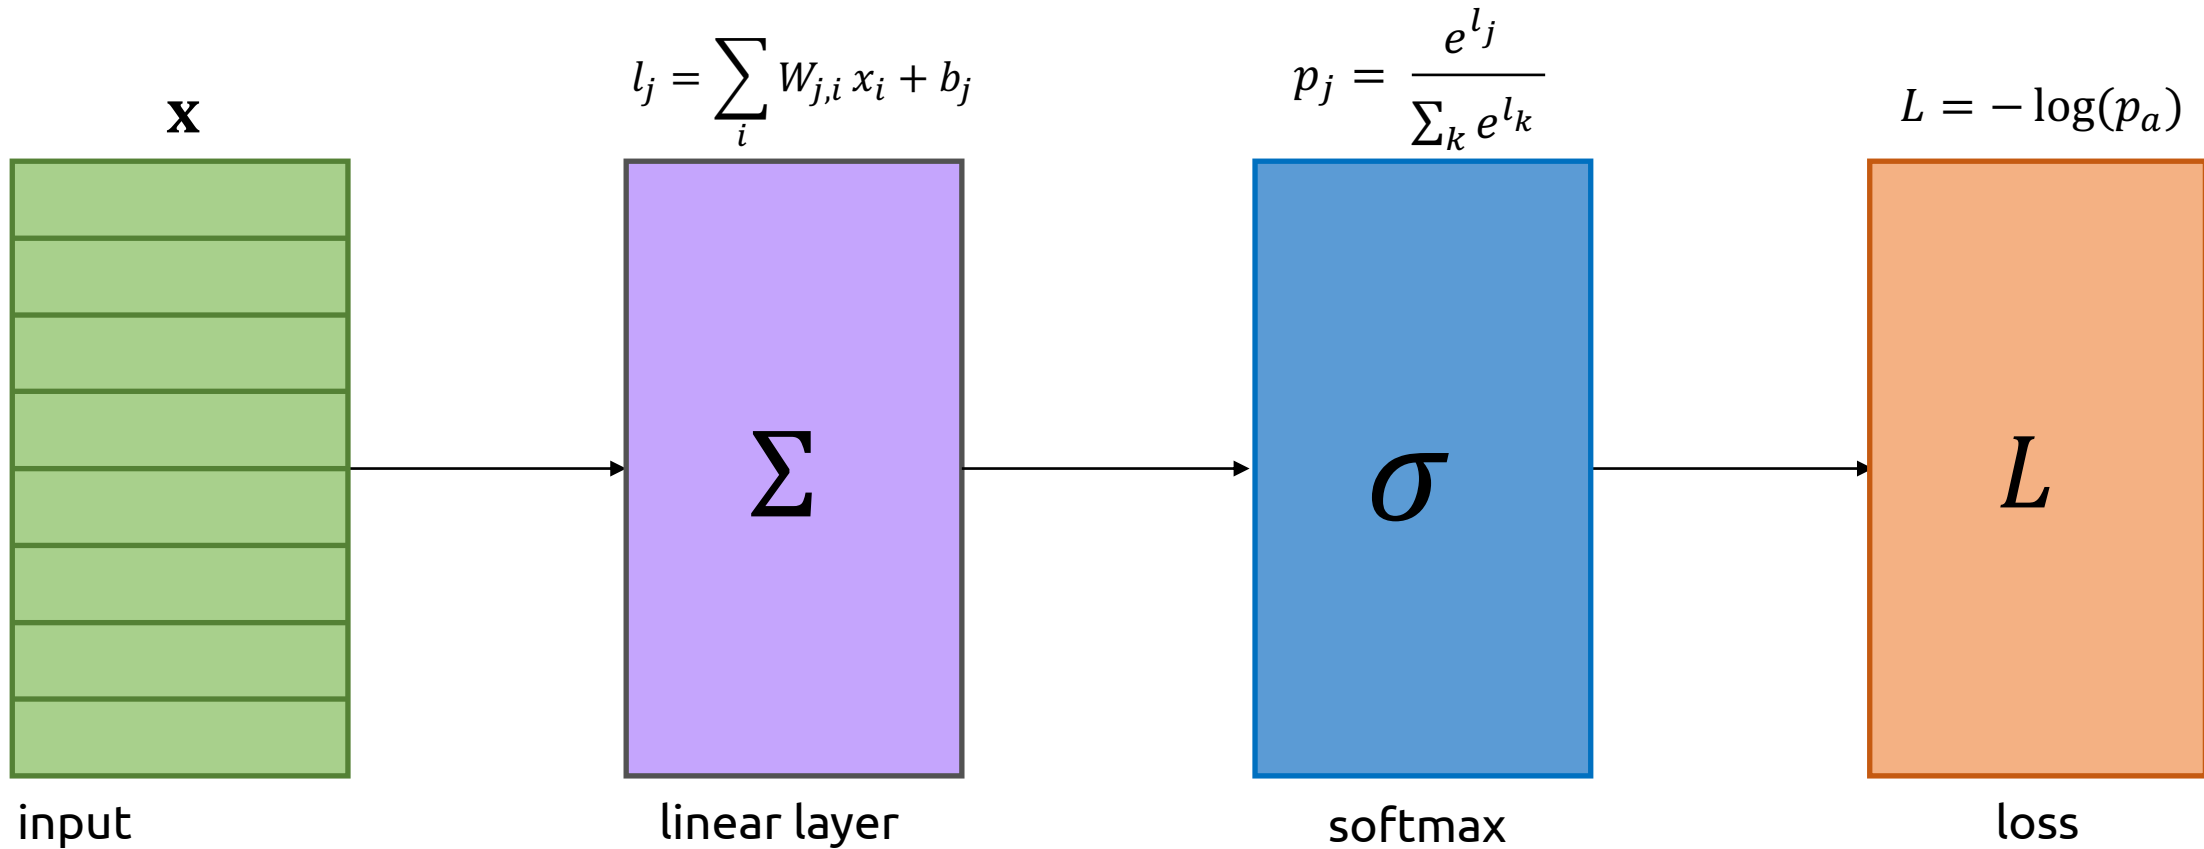 x
l_j = ∑_i W_{j,i} x_i + b_j
p_j = e^{l_j} / ∑_k e^{l_k}
L = − log(p_a)
Σ
σ
L
input
linear layer
softmax
loss